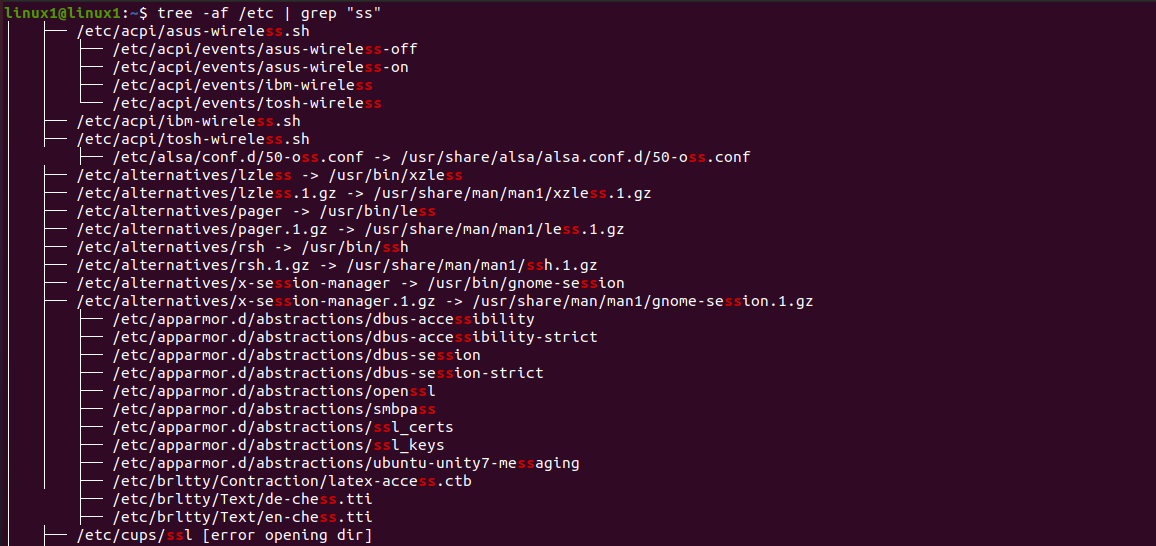 linux1@linux1:~$ tree -af /etc | grep "ss"
│   ├── /etc/acpi/asus-wireless.sh
│   │   ├── /etc/acpi/events/asus-wireless-off
│   │   ├── /etc/acpi/events/asus-wireless-on
│   │   ├── /etc/acpi/events/ibm-wireless
│   │   └── /etc/acpi/events/tosh-wireless
│   ├── /etc/acpi/ibm-wireless.sh
│   ├── /etc/acpi/tosh-wireless.sh
│       ├── /etc/alsa/conf.d/50-oss.conf -> /usr/share/alsa/alsa.conf.d/50-oss.conf
│   ├── /etc/alternatives/lzless -> /usr/bin/xzless
│   ├── /etc/alternatives/lzless.1.gz -> /usr/share/man/man1/xzless.1.gz
│   ├── /etc/alternatives/pager -> /usr/bin/less
│   ├── /etc/alternatives/pager.1.gz -> /usr/share/man/man1/less.1.gz
│   ├── /etc/alternatives/rsh -> /usr/bin/ssh
│   ├── /etc/alternatives/rsh.1.gz -> /usr/share/man/man1/ssh.1.gz
│   ├── /etc/alternatives/x-session-manager -> /usr/bin/gnome-session
│   ├── /etc/alternatives/x-session-manager.1.gz -> /usr/share/man/man1/gnome-session.1.gz
│   │   ├── /etc/apparmor.d/abstractions/dbus-accessibility
│   │   ├── /etc/apparmor.d/abstractions/dbus-accessibility-strict
│   │   ├── /etc/apparmor.d/abstractions/dbus-session
│   │   ├── /etc/apparmor.d/abstractions/dbus-session-strict
│   │   ├── /etc/apparmor.d/abstractions/openssl
│   │   ├── /etc/apparmor.d/abstractions/smbpass
│   │   ├── /etc/apparmor.d/abstractions/ssl_certs
│   │   ├── /etc/apparmor.d/abstractions/ssl_keys
│   │   ├── /etc/apparmor.d/abstractions/ubuntu-unity7-messaging
│   │   ├── /etc/brltty/Contraction/latex-access.ctb
│       ├── /etc/brltty/Text/de-chess.tti
│       ├── /etc/brltty/Text/en-chess.tti
│   ├── /etc/cups/ssl [error opening dir]